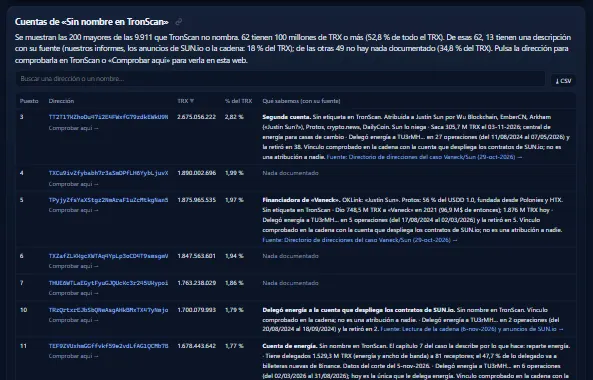 Cuentas de «Sin nombre en TronScan»
Se muestran las 200 mayores de las 9.911 que TronScan no nombra. 62 tienen 100 millones de TRX o más (52,8 % de todo el TRX). De esas 62, 13 tienen una descripción
con su fuente (nuestros informes, los anuncios de SUN.io o la cadena: 18 % del TRX); de las otras 49 no hay nada documentado (34,8 % del TRX). Pulsa la dirección para
comprobarla en TronScan o «Comprobar aquí» para verla en esta web.
Buscar una dirección o un nombre...
↓ CSV
Puesto Dirección TRX ▼ % del TRX Qué sabemos (con su fuente)
3 2.675.056.222 2,82 % Segunda cuenta. Sin etiqueta en TronScan. Atribuida a Justin Sun por Wu Blockchain, EmberCN, Arkham
Comprobar aquí → («Justin Sun?»), Protos, crypto.news, DailyCoin. Sun lo niega · Saca 305,7 M TRX el 03-11-2026; central de
energía para casas de cambio · Delegó energía a TU3rMH… en 27 operaciones (del 11/08/2024 al 07/05/2026) y
la retiró en 38. Vínculo comprobado en la cadena con la cuenta que despliega los contratos de SUN.io; no es
una atribución a nadie. Fuente: Directorio de direcciones del caso Vaneck/Sun (29-oct-2026) →
4 1.890.002.696 1,99 % Nada documentado
Comprobar aquí →
5 1.875.965.535 1,97 % Financiadora de «Vaneck». OKLink: «Justin Sun». Protos: 56 % del USDD 1.0, fundada desde Poloniex y HTX.
Comprobar aquí → Sin etiqueta en TronScan · Dio 748,5 M TRX a «Vaneck» en 2021 (96,9 M$ de entonces); 1.876 M TRX hoy ·
Delegó energía a TU3rMH… en 2 operaciones (del 17/08/2024 al 02/03/2026) y la retiró en 5. Vínculo
comprobado en la cadena con la cuenta que despliega los contratos de SUN.io; no es una atribución a nadie.
Fuente: Directorio de direcciones del caso Vaneck/Sun (29-oct-2026) →
6 1.847.563.601 1,94 % Nada documentado
Comprobar aquí →
7 1.763.238.029 1,86 % Nada documentado
Comprobar aquí →
10 1.700.079.993 1,79 % Delegó energía a la cuenta que despliega los contratos de SUN.io. Sin nombre en TronScan. Vínculo
Comprobar aquí → comprobado en la cadena; no es una atribución a nadie. · Delegó energía a TU3rMH… en 2 operaciones (del
20/08/2024 al 18/09/2024) y la retiró en 2. Fuente: Lectura de la cadena (6-nov-2026) y anuncios de SUN.io →
11 1.678.443.642 1,77 % Cuenta de energía. Sin nombre en TronScan. El capítulo 7 del caso la describe por lo que hace: reparte energía.
Comprobar aquí → · Tiene delegados 1.529,3 M TRX (energía y ancho de banda) a 81 receptores; el 47,7 % de lo delegado va a
billeteras nuevas de Binance. Datos del corte del 5-nov-2026. · Delegó energía a TU3rMH… en 6 operaciones
(del 02/03/2026 al 31/08/2026); hoy es la única que le delega energía. Vínculo comprobado en la cadena con la